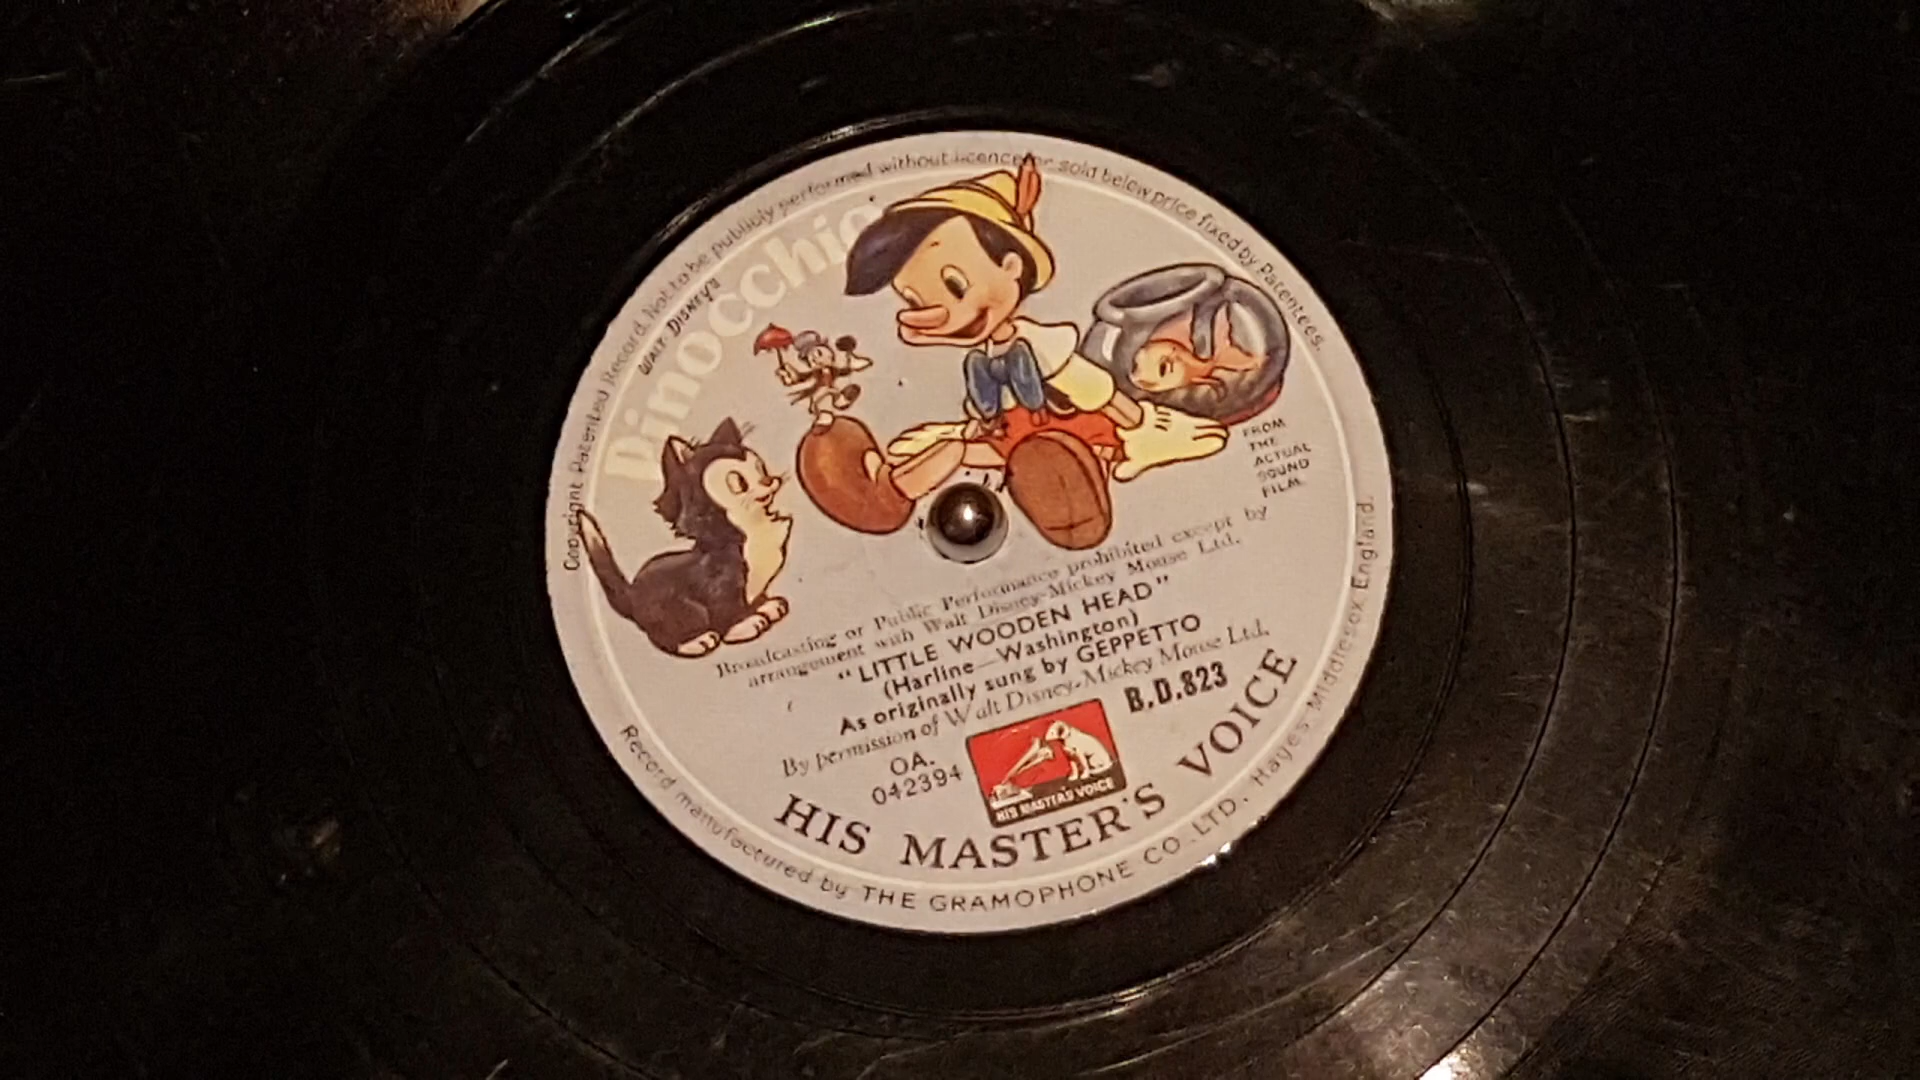 Copyright Patented Record. Not to be publicly performed without licence or sold below price fixed by Patentees.
WALT DISNEY'S
Pinocchio
FROM
THE
ACTUAL
SOUND
FILM.
Broadcasting or Public Performance prohibited except by
arrangement with Walt Disney-Mickey Mouse Ltd.
"LITTLE WOODEN HEAD"
(Harline—Washington)
As originally sung by GEPPETTO
By permission of Walt Disney-Mickey Mouse Ltd.
B.D.823
OA.
042394
HIS MASTER'S VOICE
HIS MASTER'S VOICE
Record manufactured by THE GRAMOPHONE CO. LTD. Hayes Middlesex England.